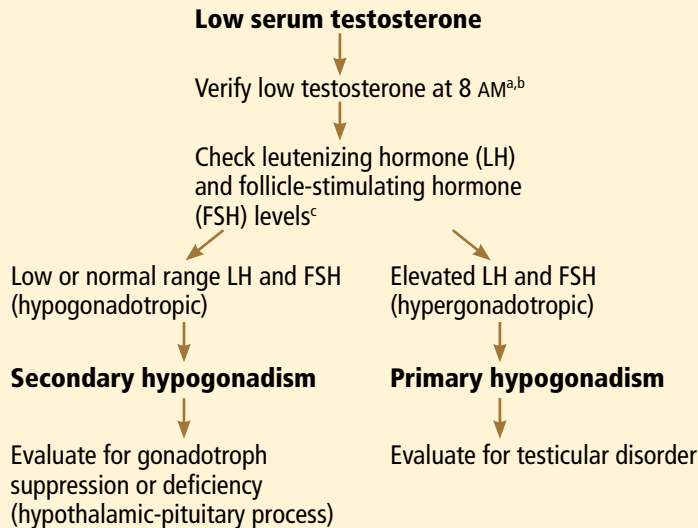 Low serum testosterone
Verify low testosterone at 8 AMa,b
Check leutenizing hormone (LH)
and follicle-stimulating hormone
(FSH) levelsc
Low or normal range LH and FSH
(hypogonadotropic)
Elevated LH and FSH
(hypergonadotropic)
Secondary hypogonadism
Primary hypogonadism
Evaluate for gonadotroph
suppression or deficiency
(hypothalamic-pituitary process)
Evaluate for testicular disorder